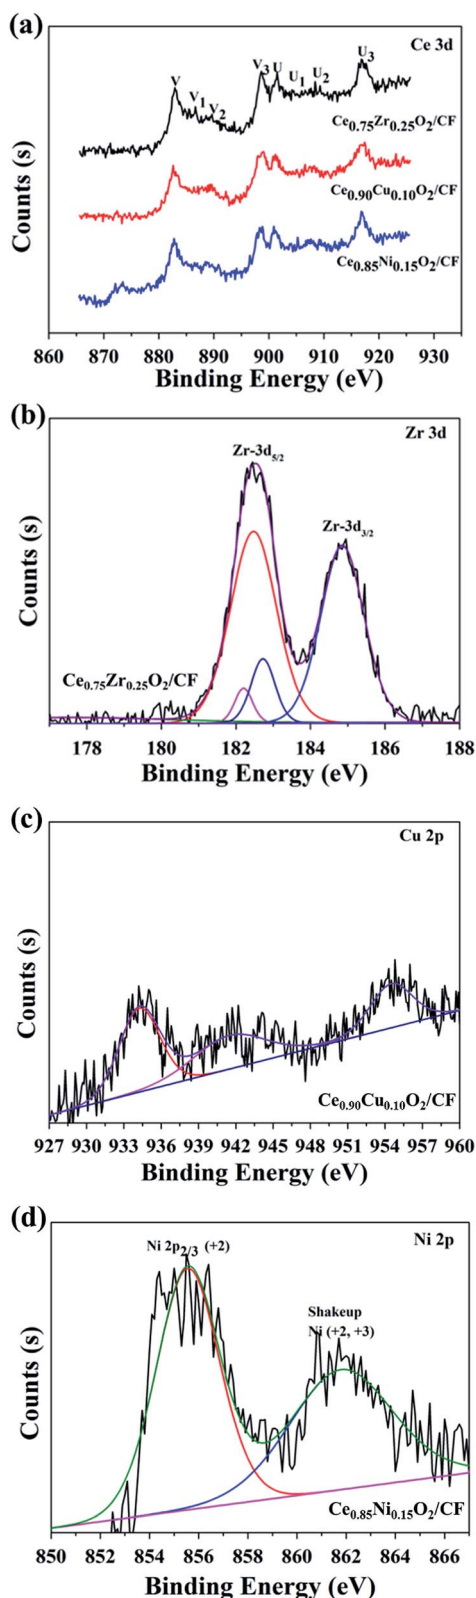 (a)
Ce 3d
V V₁ V₂ V₃ U U₁ U₂ U₃
Ce₀.₇₅Zr₀.₂₅O₂/CF
Ce₀.₉₀Cu₀.₁₀O₂/CF
Ce₀.₈₅Ni₀.₁₅O₂/CF
Counts (s)
860 870 880 890 900 910 920 930
Binding Energy (eV)
(b)
Zr 3d
Zr-3d₅/₂
Zr-3d₃/₂
Ce₀.₇₅Zr₀.₂₅O₂/CF
Counts (s)
178 180 182 184 186 188
Binding Energy (eV)
(c)
Cu 2p
Counts (s)
Ce₀.₉₀Cu₀.₁₀O₂/CF
927 930 933 936 939 942 945 948 951 954 957 960
Binding Energy (eV)
(d)
Ni 2p₂/₃ (+2)
Ni 2p
Shakeup
Ni (+2, +3)
Counts (s)
Ce₀.₈₅Ni₀.₁₅O₂/CF
850 852 854 856 858 860 862 864 866
Binding Energy (eV)